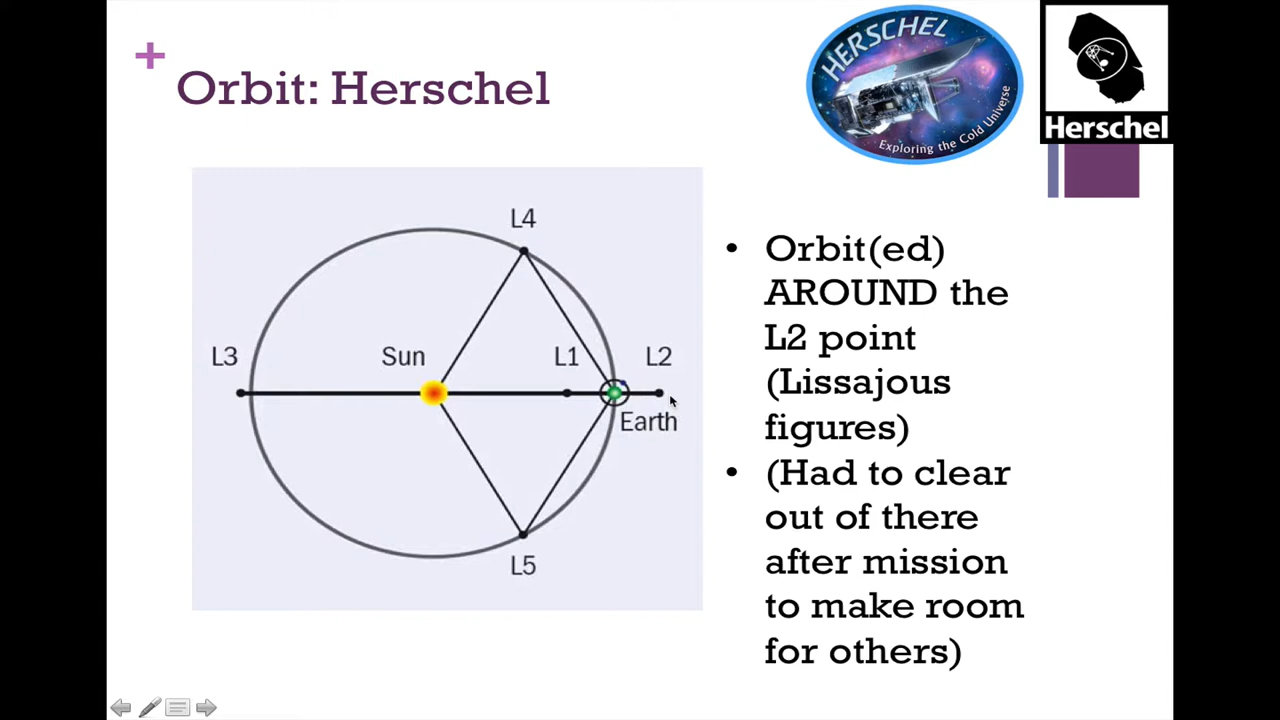 +
Orbit: Herschel
HERSCHEL
Exploring the Cold Universe
Herschel
L4
L3
Sun
L1
L2
Earth
L5
• Orbit(ed)
AROUND the
L2 point
(Lissajous
figures)
• (Had to clear
out of there
after mission
to make room
for others)